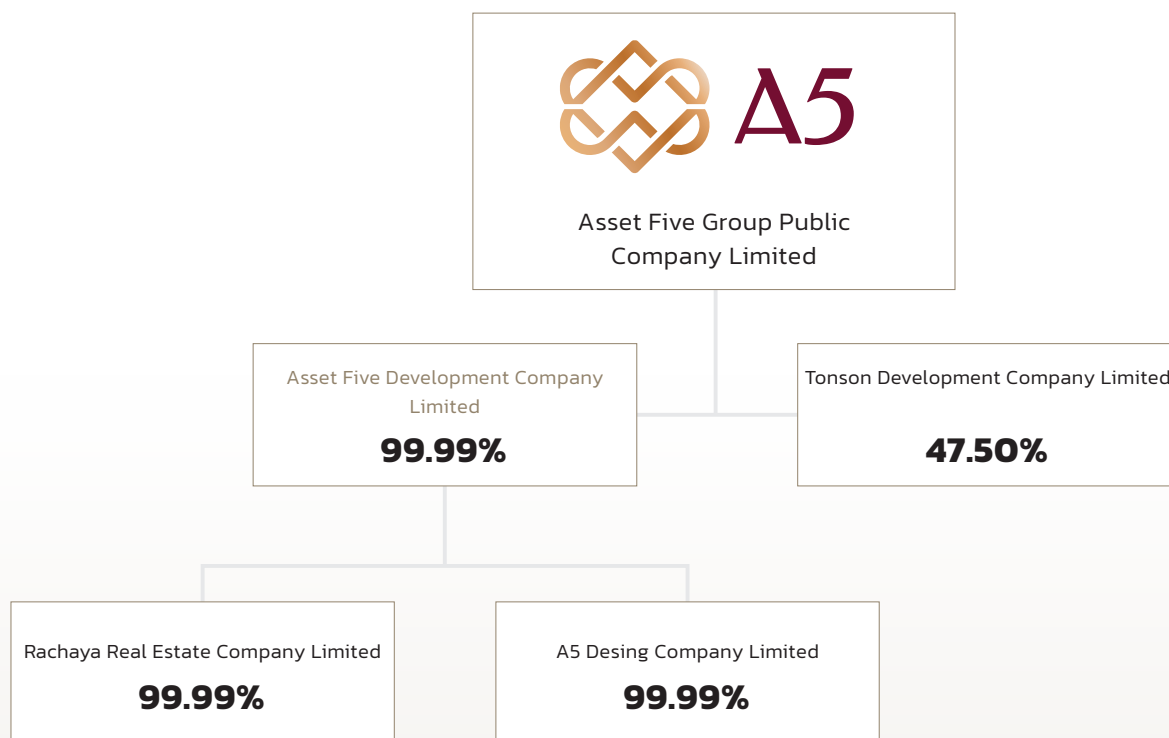 A5
Asset Five Group Public
Company Limited
Asset Five Development Company
Limited
99.99%
Tonson Development Company Limited
47.50%
Rachaya Real Estate Company Limited
99.99%
A5 Desing Company Limited
99.99%